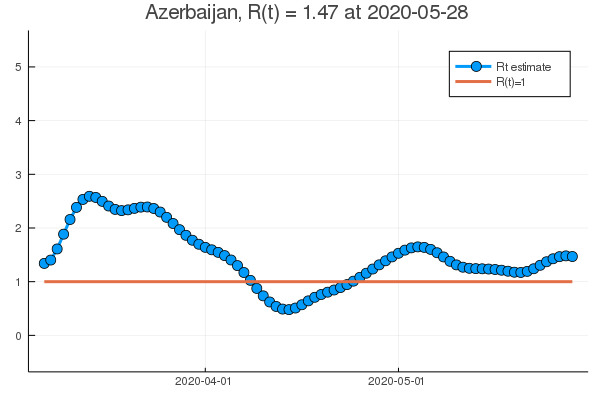 Azerbaijan, R(t) = 1.47 at 2020-05-28
5
4
3
2
1
0
Rt estimate
R(t)=1
2020-04-01
2020-05-01